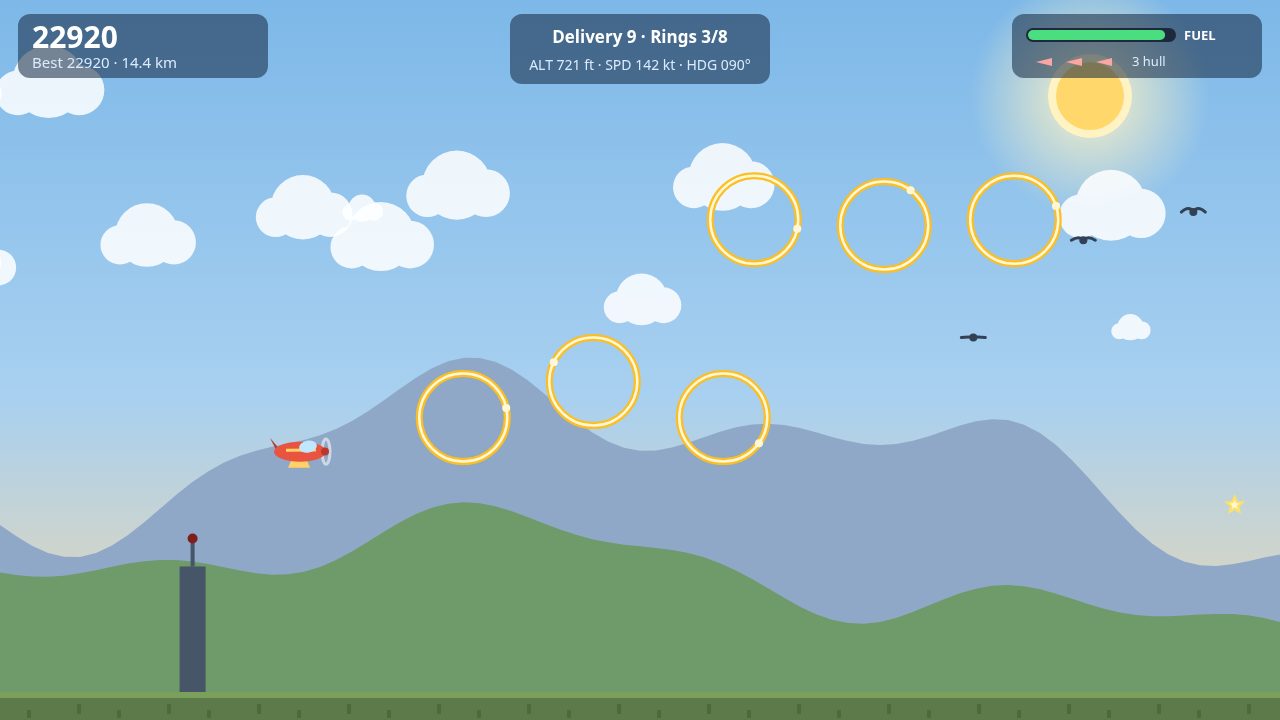 22920
Best 22920 · 14.4 km
Delivery 9 · Rings 3/8
ALT 721 ft · SPD 142 kt · HDG 090°
FUEL
3 hull